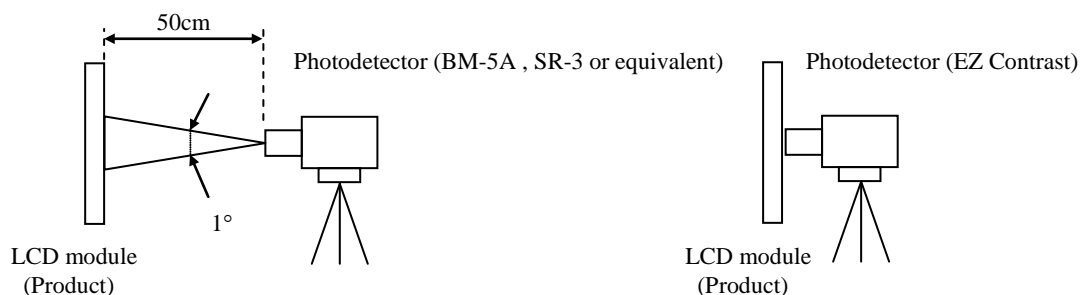 50cm
Photodetector (BM-5A , SR-3 or equivalent)
1°
LCD module
(Product)
Photodetector (EZ Contrast)
LCD module
(Product)